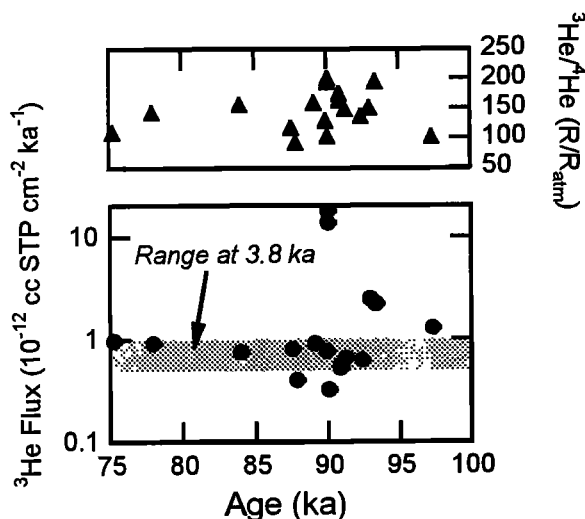 250
200
150
100
50
³He/⁴He (R/Rₐₜₘ)
³He Flux (10⁻¹² cc STP cm⁻² ka⁻¹)
10
Range at 3.8 ka
1
0.1
75 80 85 90 95 100
Age (ka)